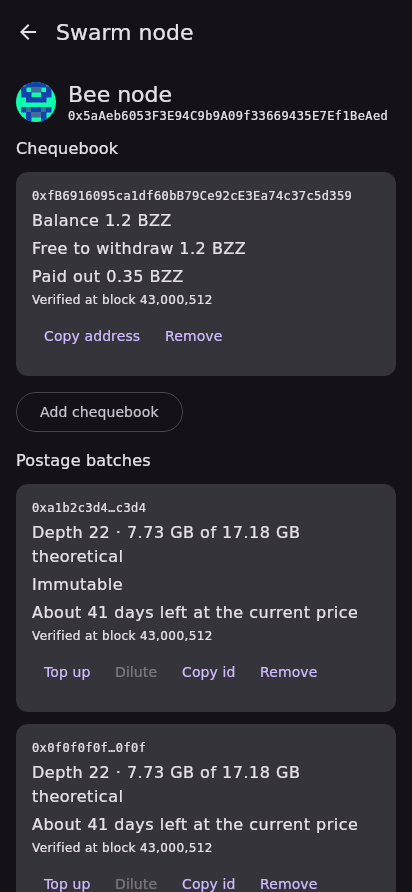 Swarm node
Bee node
0x5aAeb6053F3E94C9b9A09f33669435E7Ef1BeAed
Chequebook
0xfB6916095ca1df60bB79Ce92cE3Ea74c37c5d359
Balance 1.2 BZZ
Free to withdraw 1.2 BZZ
Paid out 0.35 BZZ
Verified at block 43,000,512
Copy address Remove
Add chequebook
Postage batches
0xa1b2c3d4…c3d4
Depth 22 · 7.73 GB of 17.18 GB
theoretical
Immutable
About 41 days left at the current price
Verified at block 43,000,512
Top up Dilute Copy id Remove
0x0f0f0f0f…0f0f
Depth 22 · 7.73 GB of 17.18 GB
theoretical
About 41 days left at the current price
Verified at block 43,000,512
Top up Dilute Copy id Remove